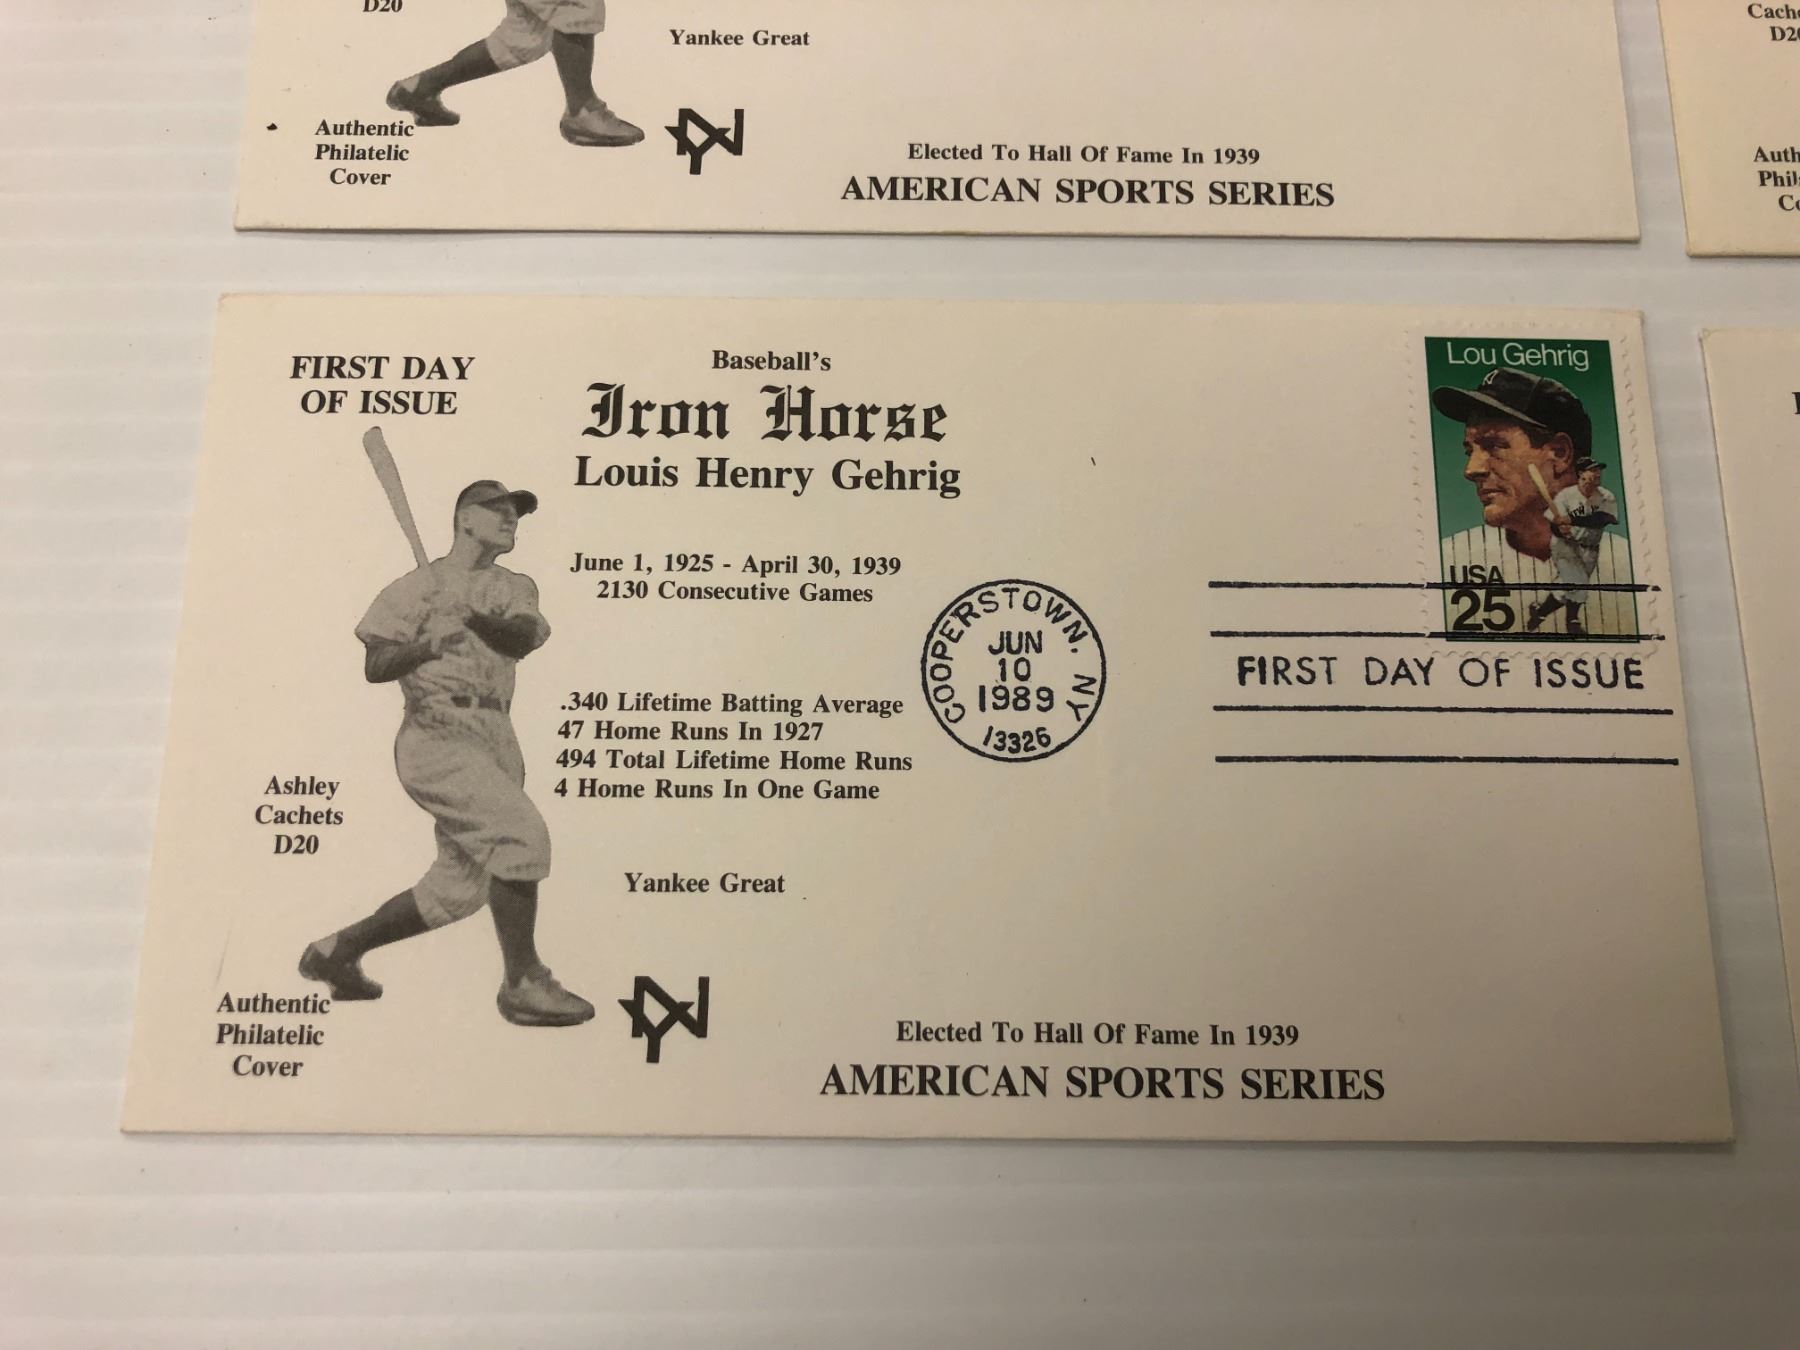 D20
Yankee Great
Authentic
Philatelic
Cover
Elected To Hall Of Fame In 1939
AMERICAN SPORTS SERIES
D20
FIRST DAY
OF ISSUE
Baseball's
Iron Horse
Louis Henry Gehrig
June 1, 1925 - April 30, 1939
2130 Consecutive Games
.340 Lifetime Batting Average
47 Home Runs In 1927
494 Total Lifetime Home Runs
4 Home Runs In One Game
Yankee Great
Ashley
Cachets
D20
Authentic
Philatelic
Cover
NY
Elected To Hall Of Fame In 1939
AMERICAN SPORTS SERIES
COOPERSTOWN. NY
JUN
10
1989
13326
Lou Gehrig
USA
25
FIRST DAY OF ISSUE